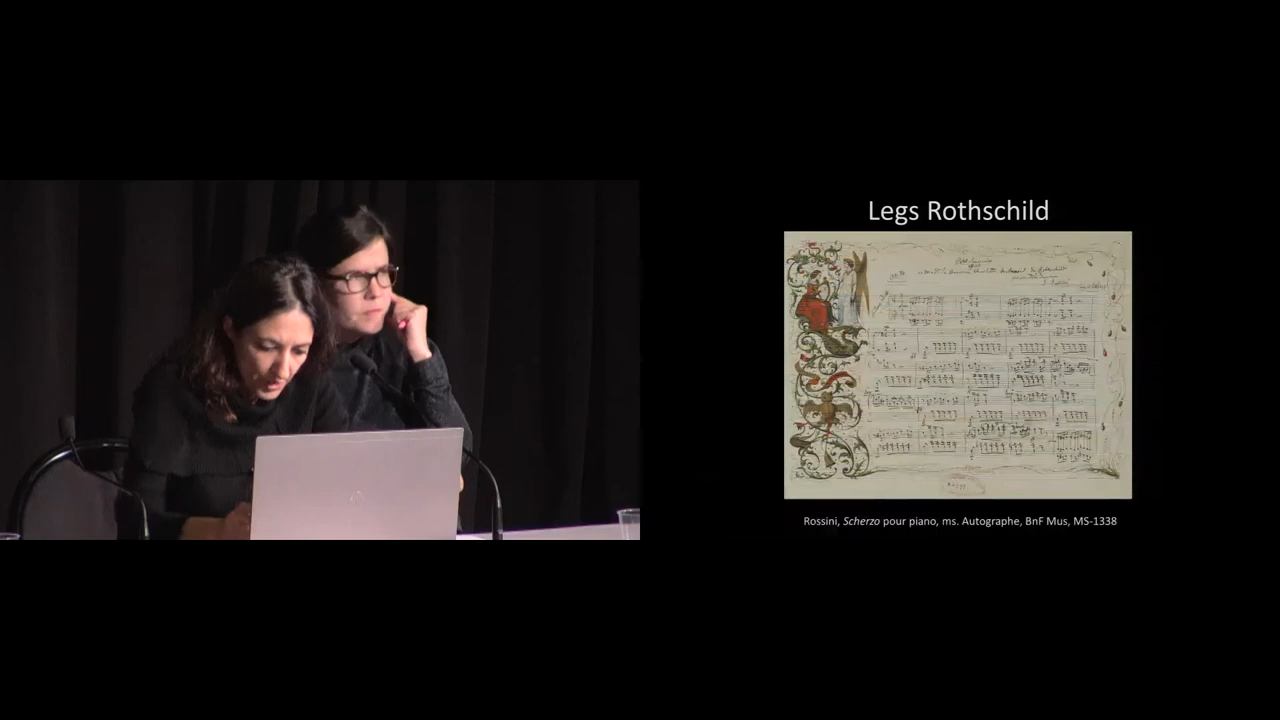 Legs Rothschild
Rossini, Scherzo pour piano, ms. Autographe, BnF Mus, MS-1338